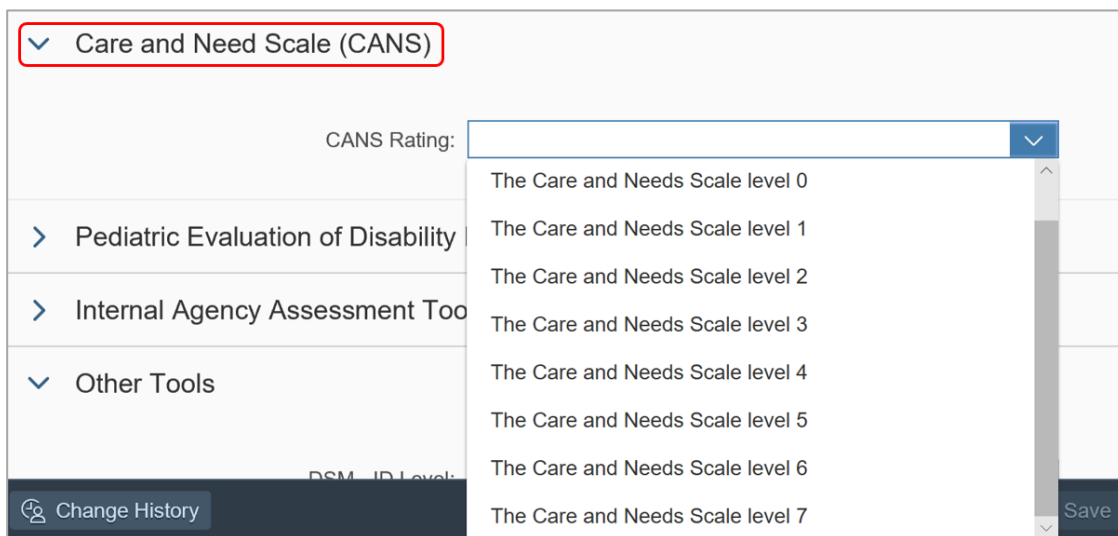 Care and Need Scale (CANS)
CANS Rating:
The Care and Needs Scale level 0
The Care and Needs Scale level 1
Pediatric Evaluation of Disability
The Care and Needs Scale level 2
Internal Agency Assessment Too
The Care and Needs Scale level 3
The Care and Needs Scale level 4
Other Tools
The Care and Needs Scale level 5
The Care and Needs Scale level 6
DSM - ID Level:
Change History
The Care and Needs Scale level 7
Save